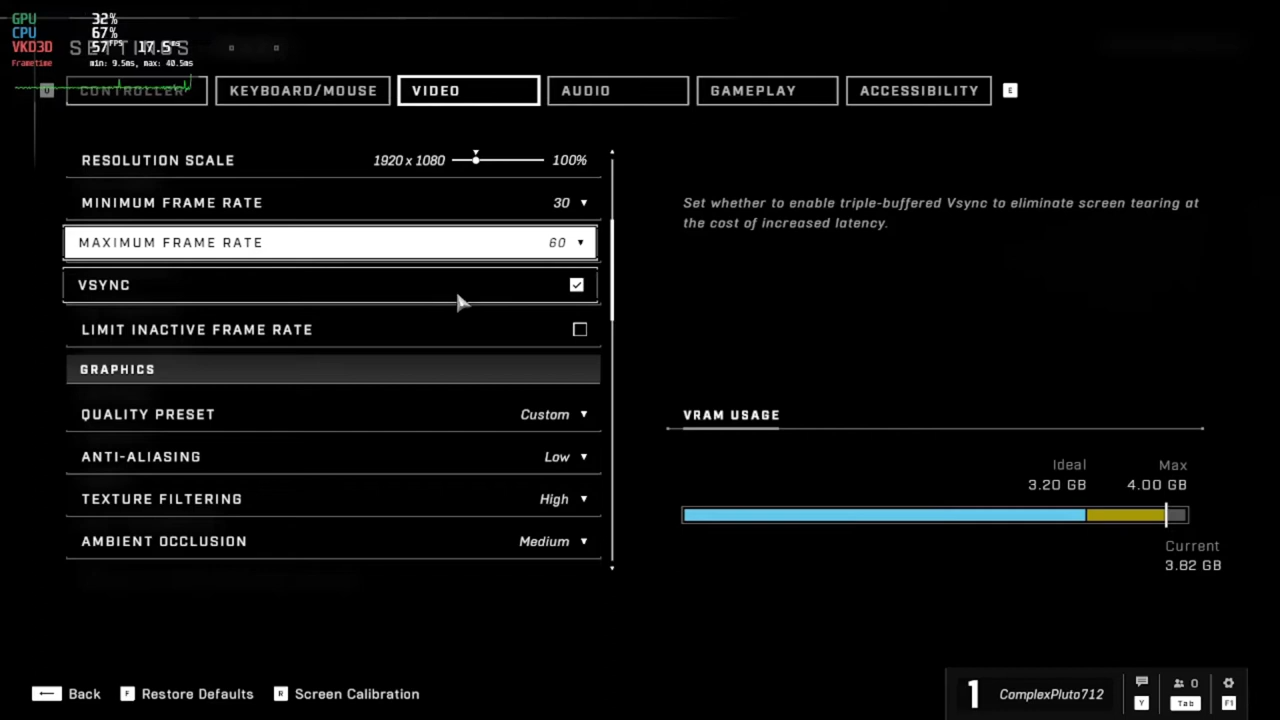 GPU 32%
CPU 67%
VKD3D 57FPS 17.5ms
Frametime min: 9.5ms, max: 40.5ms
SETTINGS
CONTROLLER
KEYBOARD/MOUSE
VIDEO
AUDIO
GAMEPLAY
ACCESSIBILITY
E
RESOLUTION SCALE 1920 x 1080 100%
MINIMUM FRAME RATE 30
MAXIMUM FRAME RATE 60
VSYNC
LIMIT INACTIVE FRAME RATE
GRAPHICS
QUALITY PRESET Custom
ANTI-ALIASING Low
TEXTURE FILTERING High
AMBIENT OCCLUSION Medium
Set whether to enable triple-buffered Vsync to eliminate screen tearing at
the cost of increased latency.
VRAM USAGE
Ideal Max
3.20 GB 4.00 GB
Current
3.82 GB
Back F Restore Defaults R Screen Calibration
1 ComplexPluto712 0
Y Tab F1